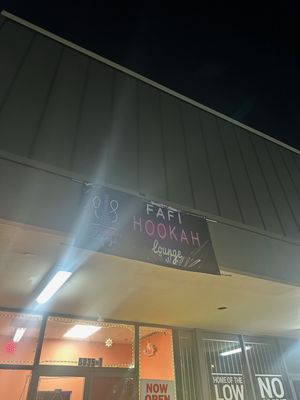 FAFI
HOOKAH
lounge
NOW
OPEN
HOME OF THE
LOW
NO